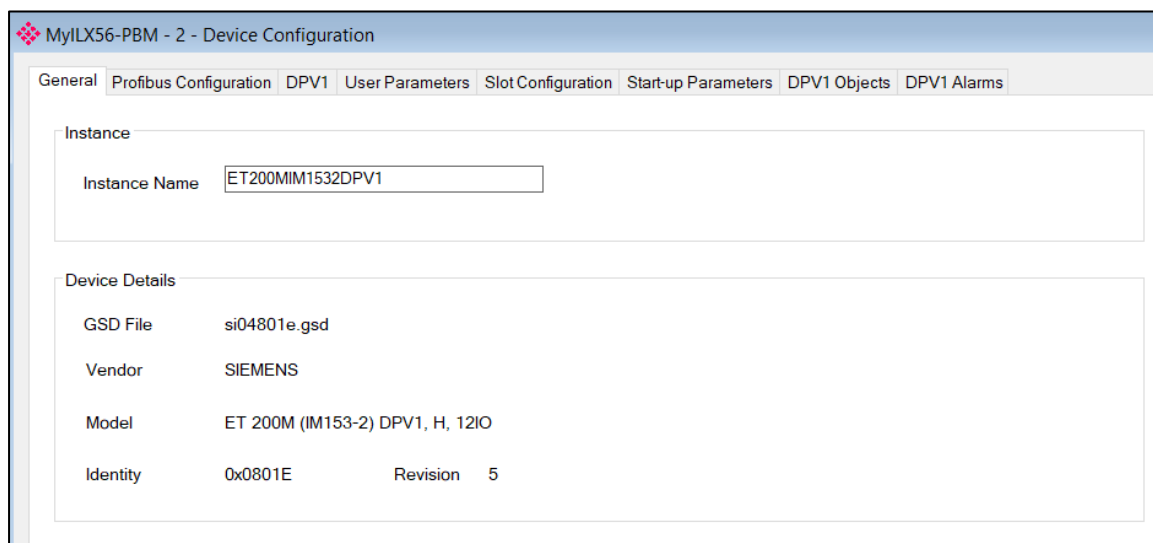 MyILX56-PBM - 2 - Device Configuration
General Profibus Configuration DPV1 User Parameters Slot Configuration Start-up Parameters DPV1 Objects DPV1 Alarms
Instance
Instance Name ET200MIM1532DPV1
Device Details
GSD File si04801e.gsd
Vendor SIEMENS
Model ET 200M (IM153-2) DPV1, H, 12IO
Identity 0x0801E Revision 5